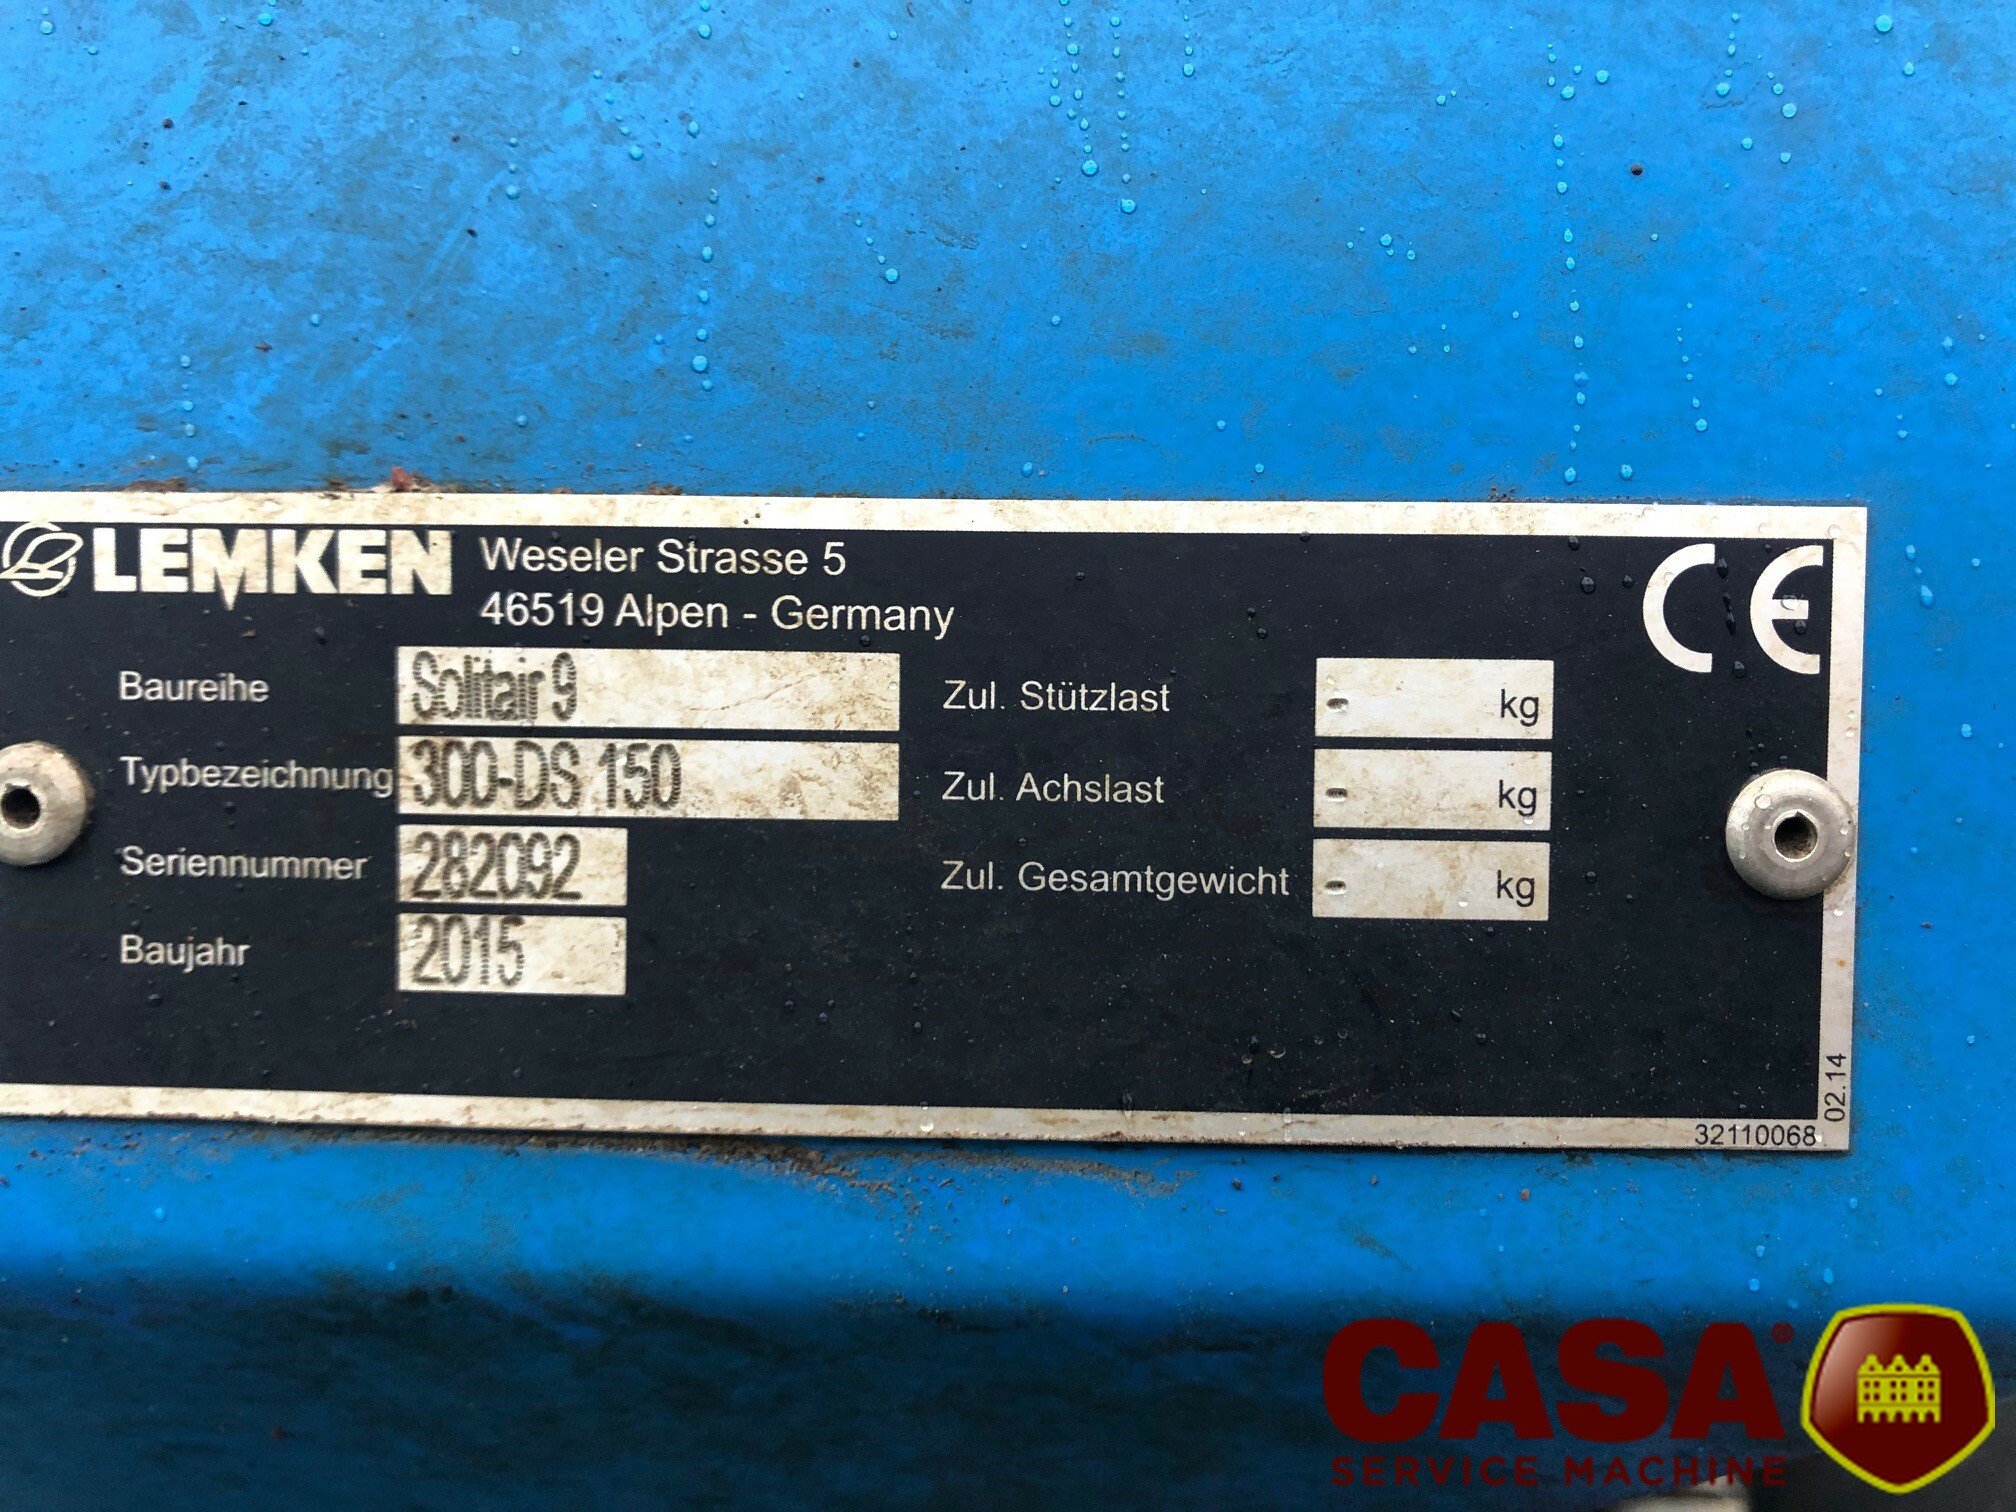 LEMKEN
Weseler Strasse 5
46519 Alpen - Germany
CE
Baureihe Solitair 9
Typbezeichnung 300-DS 150
Seriennummer 282092
Baujahr 2015
Zul. Stützlast - kg
Zul. Achslast - kg
Zul. Gesamtgewicht - kg
02.14
32110068
CASA®
SERVICE MACHINE